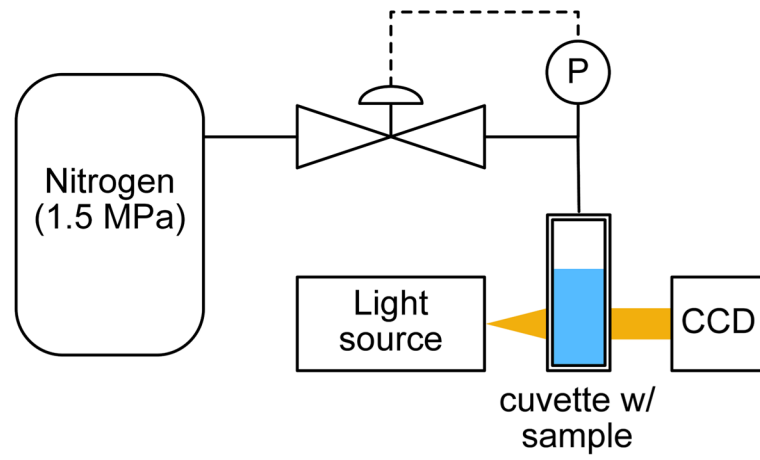 P
Nitrogen
(1.5 MPa)
Light
source
CCD
cuvette w/
sample